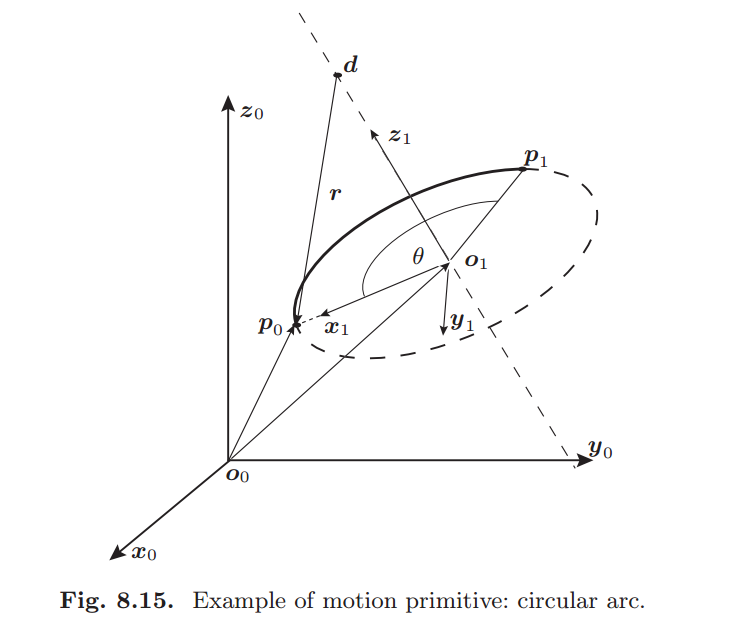 d
z₀
z₁
p₁
r
θ
o₁
p₀
x₁
y₁
y₀
o₀
x₀
Fig. 8.15. Example of motion primitive: circular arc.